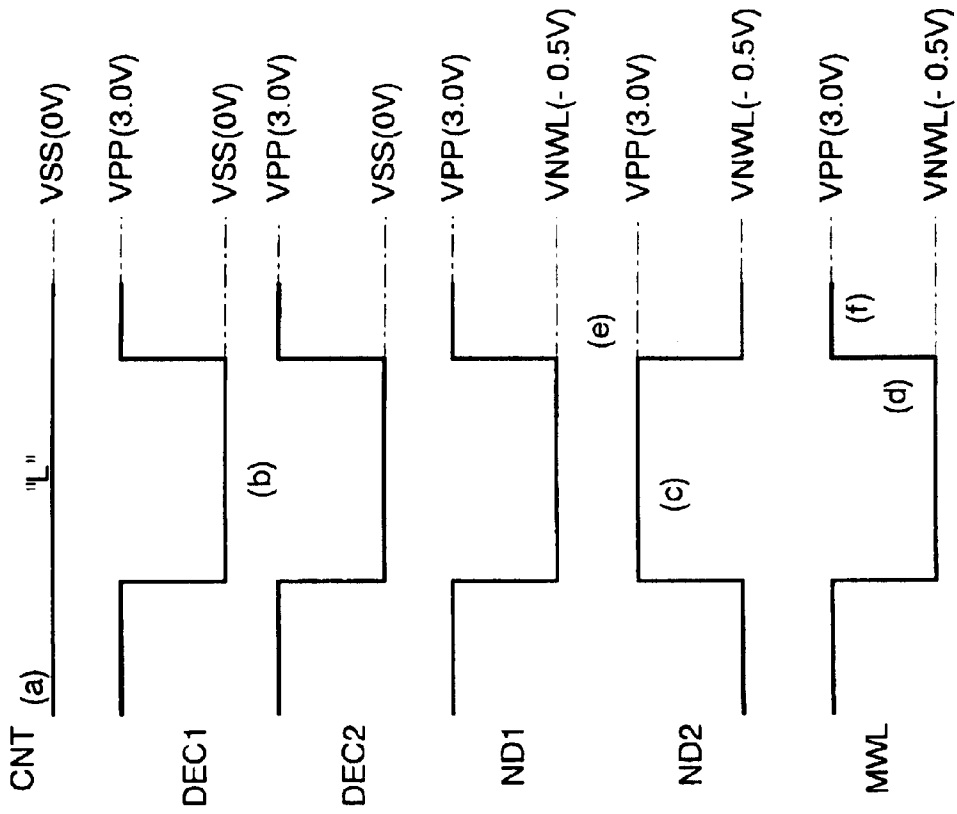 CNT
(a)
"L"
VSS(0V)
VPP(3.0V)
DEC1
(b)
VSS(0V)
VPP(3.0V)
DEC2
VSS(0V)
VPP(3.0V)
ND1
VNWL(- 0.5V)
(e)
VPP(3.0V)
ND2
(c)
VNWL(- 0.5V)
VPP(3.0V)
(f)
MWL
(d)
VNWL(- 0.5V)